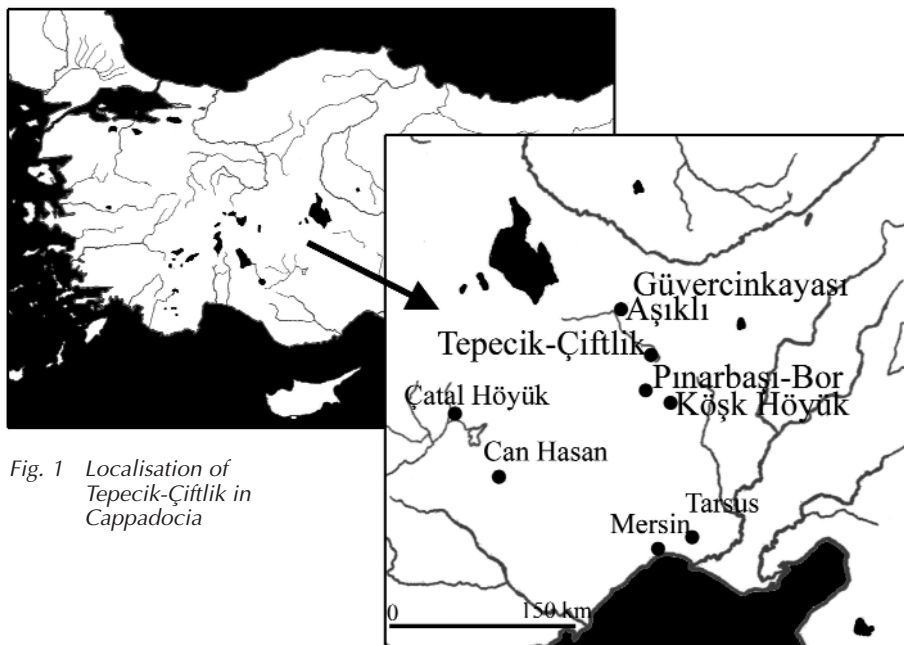 Güvercinkayası
Aşıklı
Tepecik-Çiftlik
Pınarbaşı-Bor
Köşk Höyük
Çatal Höyük
Can Hasan
Tarsus
Mersin
0 150 km
Fig. 1 Localisation of
Tepecik-Çiftlik in
Cappadocia